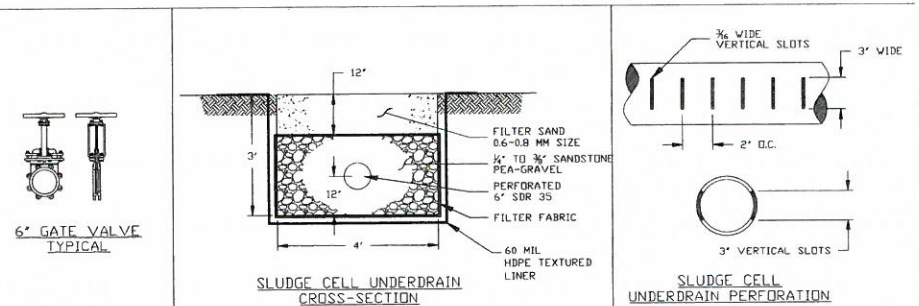 6" GATE VALVE
TYPICAL
12"
3'
12"
4'
FILTER SAND
0.6-0.8 MM SIZE
¼" TO ⅜" SANDSTONE
PEA-GRAVEL
PERFORATED
6" SDR 35
FILTER FABRIC
60 MIL
HDPE TEXTURED
LINER
SLUDGE CELL UNDERDRAIN
CROSS-SECTION
3⁄16 WIDE
VERTICAL SLOTS
3" WIDE
2" O.C.
3" VERTICAL SLOTS
SLUDGE CELL
UNDERDRAIN PERFORATION